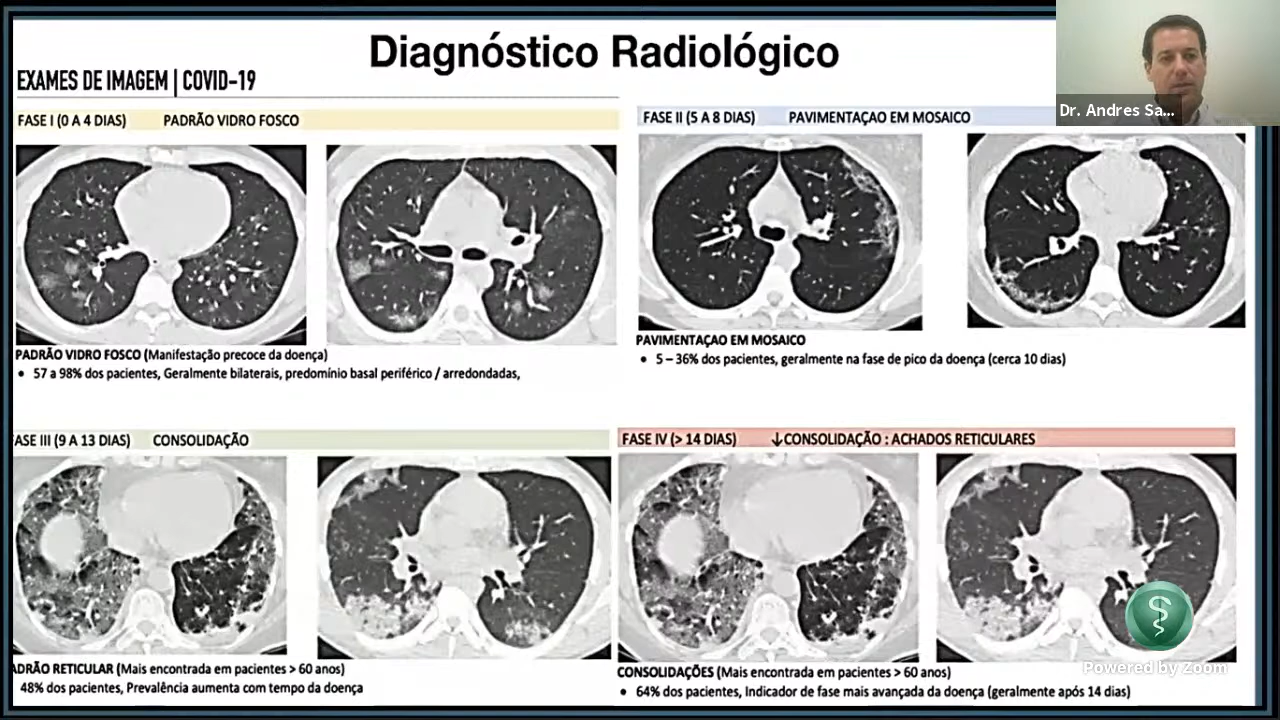 Diagnóstico Radiológico
EXAMES DE IMAGEM | COVID-19
Dr. Andres Sa...
FASE I (0 A 4 DIAS) PADRÃO VIDRO FOSCO
FASE II (5 A 8 DIAS) PAVIMENTAÇAO EM MOSAICO
PADRÃO VIDRO FOSCO (Manifestação precoce da doença)
• 57 a 98% dos pacientes, Geralmente bilaterais, predomínio basal periférico / arredondadas,
PAVIMENTAÇAO EM MOSAICO
• 5 – 36% dos pacientes, geralmente na fase de pico da doença (cerca 10 dias)
ASE III (9 A 13 DIAS) CONSOLIDAÇÃO
FASE IV (> 14 DIAS) ↓CONSOLIDAÇÃO : ACHADOS RETICULARES
ADRÃO RETICULAR (Mais encontrada em pacientes > 60 anos)
48% dos pacientes, Prevalência aumenta com tempo da doença
CONSOLIDAÇÕES (Mais encontrada em pacientes > 60 anos)
• 64% dos pacientes, Indicador de fase mais avançada da doença (geralmente após 14 dias)
Powered by Zoom